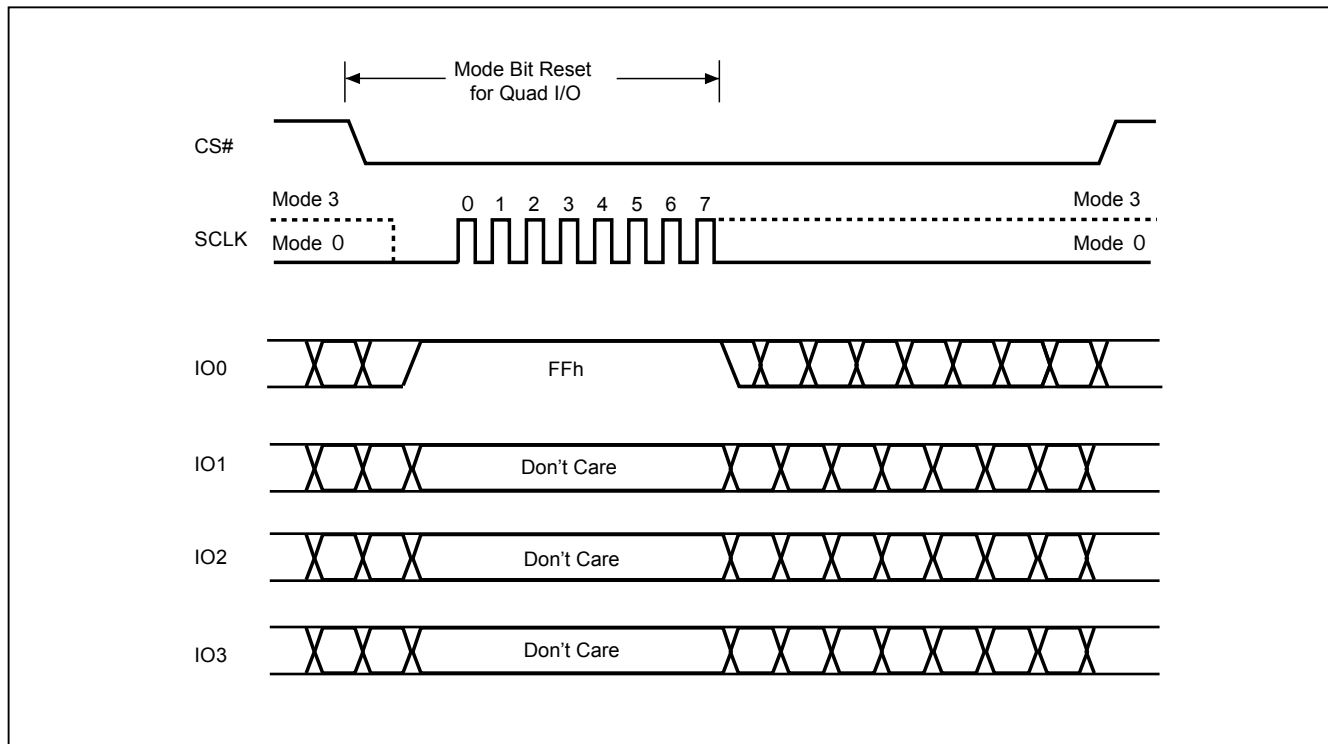 Mode Bit Reset
for Quad I/O
CS#
Mode 3
Mode 3
0 1 2 3 4 5 6 7
SCLK
Mode 0
Mode 0
IO0
FFh
IO1
Don't Care
IO2
Don't Care
IO3
Don't Care